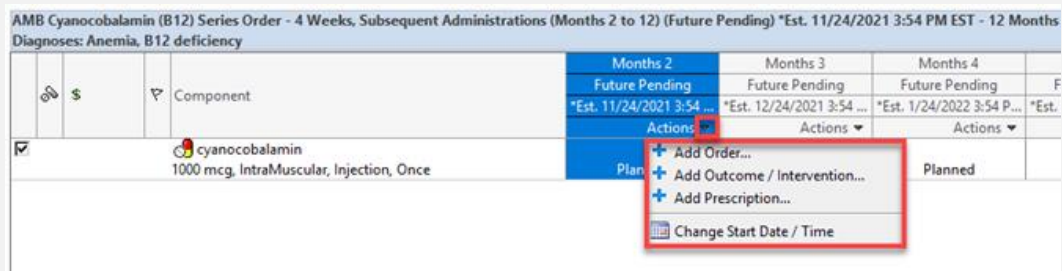 AMB Cyanocobalamin (B12) Series Order - 4 Weeks, Subsequent Administrations (Months 2 to 12) (Future Pending) *Est. 11/24/2021 3:54 PM EST - 12 Months
Diagnoses: Anemia, B12 deficiency
Months 2 Months 3 Months 4
$ Component Future Pending Future Pending Future Pending F
*Est. 11/24/2021 3:54 ... *Est. 12/24/2021 3:54 ... *Est. 1/24/2022 3:54 P... *Est.
Actions Actions Actions
cyanocobalamin
1000 mcg, IntraMuscular, Injection, Once Plan Planned
Add Order...
Add Outcome / Intervention...
Add Prescription...
Change Start Date / Time